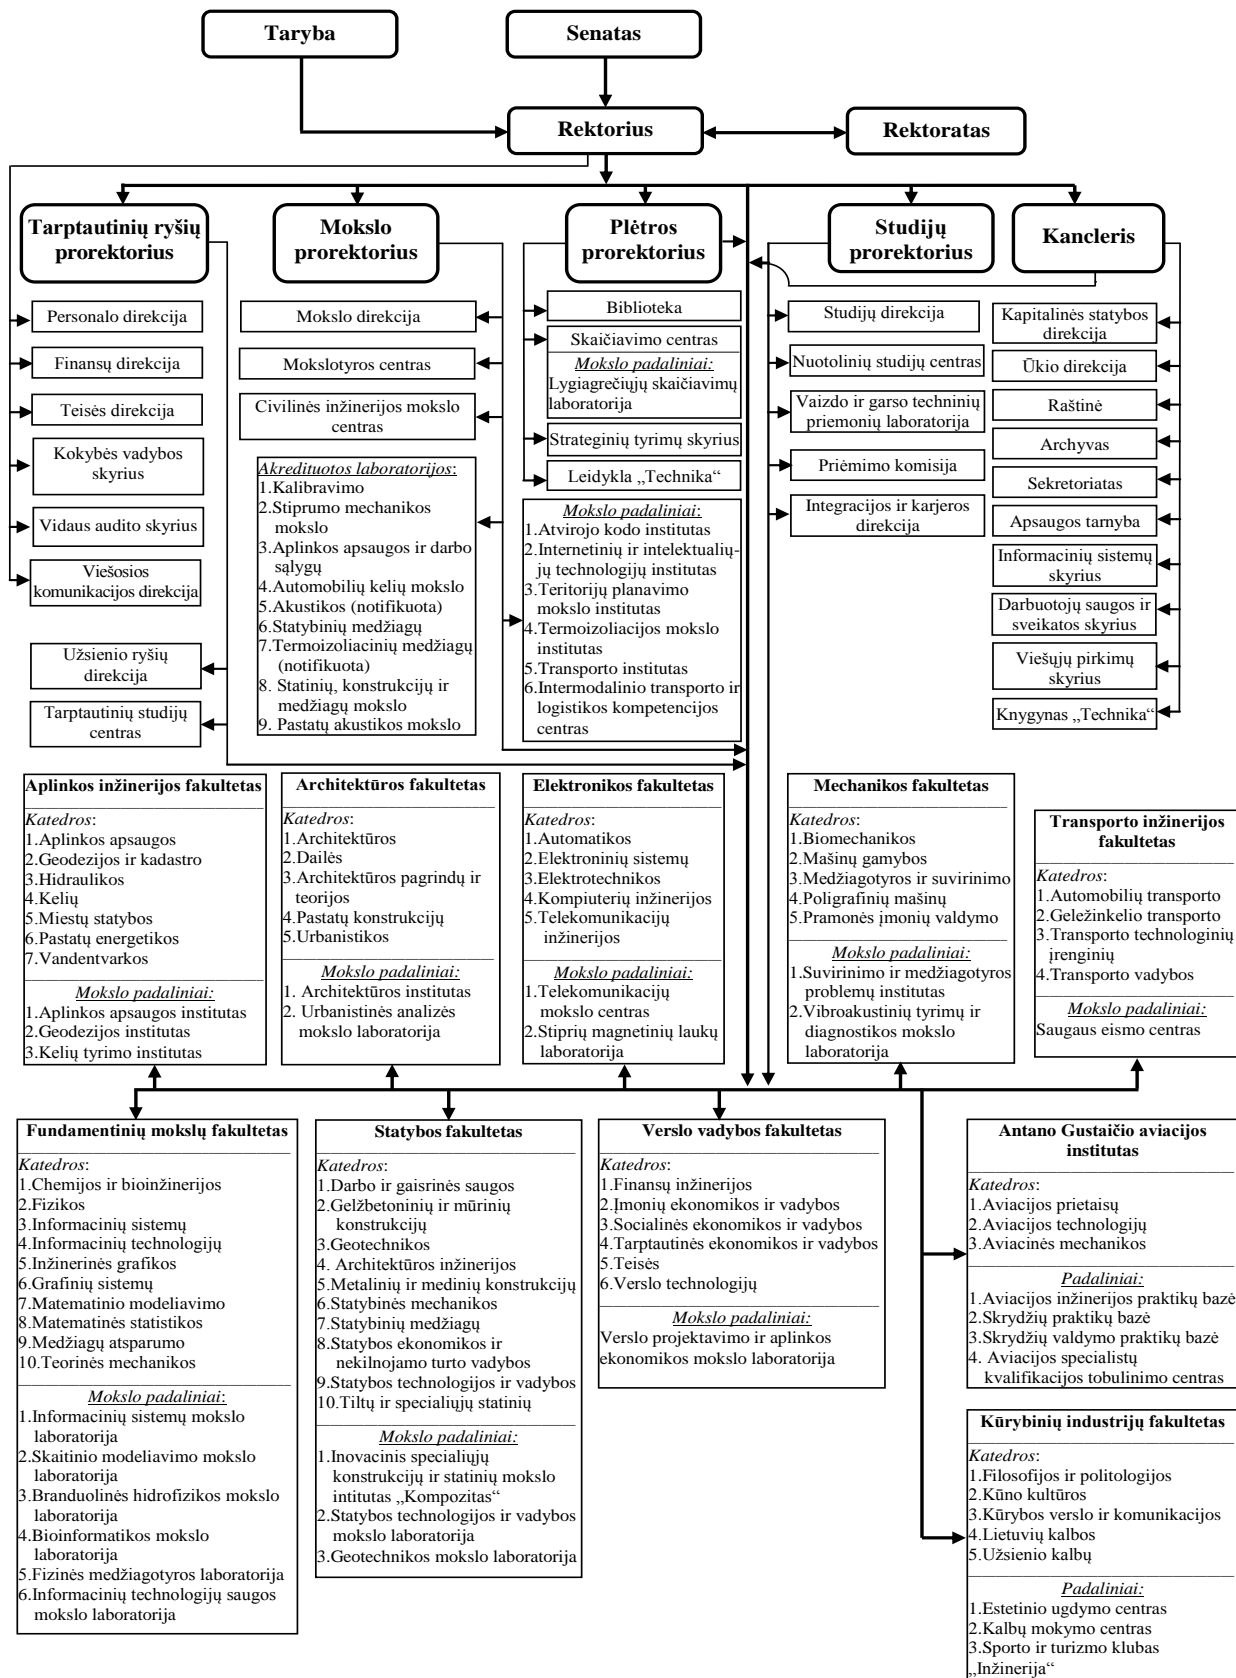 Taryba
Senatas
Rektorius
Rektoratas
Tarptautinių ryšių
prorektorius
Mokslo
prorektorius
Plėtros
prorektorius
Studijų
prorektorius
Kancleris
Personalo direkcija
Finansų direkcija
Teisės direkcija
Kokybės vadybos
skyrius
Vidaus audito skyrius
Viešosios
komunikacijos direkcija
Užsienio ryšių
direkcija
Tarptautinių studijų
centras
Mokslo direkcija
Mokslotyros centras
Civilinės inžinerijos mokslo
centras
Akredituotos laboratorijos:
1.Kalibravimo
2.Stiprumo mechanikos
mokslo
3.Aplinkos apsaugos ir darbo
sąlygų
4.Automobilių kelių mokslo
5.Akustikos (notifikuota)
6.Statybinių medžiagų
7.Termoizoliacinių medžiagų
(notifikuota)
8. Statinių, konstrukcijų ir
medžiagų mokslo
9. Pastatų akustikos mokslo
Biblioteka
Skaičiavimo centras
Mokslo padaliniai:
Lygiagrečiųjų skaičiavimų
laboratorija
Strateginių tyrimų skyrius
Leidykla „Technika“
Mokslo padaliniai:
1.Atvirojo kodo institutas
2.Internetinių ir intelektualių-
jų technologijų institutas
3.Teritorijų planavimo
mokslo institutas
4.Termoizoliacijos mokslo
institutas
5.Transporto institutas
6.Intermodalinio transporto ir
logistikos kompetencijos
centras
Studijų direkcija
Nuotolinių studijų centras
Vaizdo ir garso techninių
priemonių laboratorija
Priėmimo komisija
Integracijos ir karjeros
direkcija
Kapitalinės statybos
direkcija
Ūkio direkcija
Raštinė
Archyvas
Sekretoriatas
Apsaugos tarnyba
Informacinių sistemų
skyrius
Darbuotojų saugos ir
sveikatos skyrius
Viešųjų pirkimų
skyrius
Knygynas „Technika“
Aplinkos inžinerijos fakultetas
Katedros:
1.Aplinkos apsaugos
2.Geodezijos ir kadastro
3.Hidraulikos
4.Kelių
5.Miestų statybos
6.Pastatų energetikos
7.Vandentvarkos
Mokslo padaliniai:
1.Aplinkos apsaugos institutas
2.Geodezijos institutas
3.Kelių tyrimo institutas
Architektūros fakultetas
Katedros:
1.Architektūros
2.Dailės
3.Architektūros pagrindų ir
teorijos
4.Pastatų konstrukcijų
5.Urbanistikos
Mokslo padaliniai:
1. Architektūros institutas
2. Urbanistinės analizės
mokslo laboratorija
Elektronikos fakultetas
Katedros:
1.Automatikos
2.Elektroninių sistemų
3.Elektrotechnikos
4.Kompiuterių inžinerijos
5.Telekomunikacijų
inžinerijos
Mokslo padaliniai:
1.Telekomunikacijų
mokslo centras
2.Stiprių magnetinių laukų
laboratorija
Mechanikos fakultetas
Katedros:
1.Biomechanikos
2.Mašinų gamybos
3.Medžiagotyros ir suvirinimo
4.Poligrafinių mašinų
5.Pramonės įmonių valdymo
Mokslo padaliniai:
1.Suvirinimo ir medžiagotyros
problemų institutas
2.Vibroakustinių tyrimų ir
diagnostikos mokslo
laboratorija
Transporto inžinerijos
fakultetas
Katedros:
1.Automobilių transporto
2.Geležinkelio transporto
3.Transporto technologinių
įrenginių
4.Transporto vadybos
Mokslo padaliniai:
Saugaus eismo centras
Fundamentinių mokslų fakultetas
Katedros:
1.Chemijos ir bioinžinerijos
2.Fizikos
3.Informacinių sistemų
4.Informacinių technologijų
5.Inžinerinės grafikos
6.Grafinių sistemų
7.Matematinio modeliavimo
8.Matematinės statistikos
9.Medžiagų atsparumo
10.Teorinės mechanikos
Mokslo padaliniai:
1.Informacinių sistemų mokslo
laboratorija
2.Skaitinio modeliavimo mokslo
laboratorija
3.Branduolinės hidrofizikos mokslo
laboratorija
4.Bioinformatikos mokslo
laboratorija
5.Fizinės medžiagotyros laboratorija
6.Informacinių technologijų saugos
mokslo laboratorija
Statybos fakultetas
Katedros:
1.Darbo ir gaisrinės saugos
2.Gelžbetoninių ir mūrinių
konstrukcijų
3.Geotechnikos
4. Architektūros inžinerijos
5.Metalinių ir medinių konstrukcijų
6.Statybinės mechanikos
7.Statybinių medžiagų
8.Statybos ekonomikos ir
nekilnojamo turto vadybos
9.Statybos technologijos ir vadybos
10.Tiltų ir specialiųjų statinių
Mokslo padaliniai:
1.Inovacinis specialiųjų
konstrukcijų ir statinių mokslo
intitutas „Kompozitas“
2.Statybos technologijos ir vadybos
mokslo laboratorija
3.Geotechnikos mokslo laboratorija
Verslo vadybos fakultetas
Katedros:
1.Finansų inžinerijos
2.Įmonių ekonomikos ir vadybos
3.Socialinės ekonomikos ir vadybos
4.Tarptautinės ekonomikos ir vadybos
5.Teisės
6.Verslo technologijų
Mokslo padaliniai:
Verslo projektavimo ir aplinkos
ekonomikos mokslo laboratorija
Antano Gustaičio aviacijos
institutas
Katedros:
1.Aviacijos prietaisų
2.Aviacijos technologijų
3.Aviacinės mechanikos
Padaliniai:
1.Aviacijos inžinerijos praktikų bazė
2.Skrydžių praktikų bazė
3.Skrydžių valdymo praktikų bazė
4. Aviacijos specialistų
kvalifikacijos tobulinimo centras
Kūrybinių industrijų fakultetas
Katedros:
1.Filosofijos ir politologijos
2.Kūno kultūros
3.Kūrybos verslo ir komunikacijos
4.Lietuvių kalbos
5.Užsienio kalbų
Padaliniai:
1.Estetinio ugdymo centras
2.Kalbų mokymo centras
3.Sporto ir turizmo klubas
„Inžinerija“